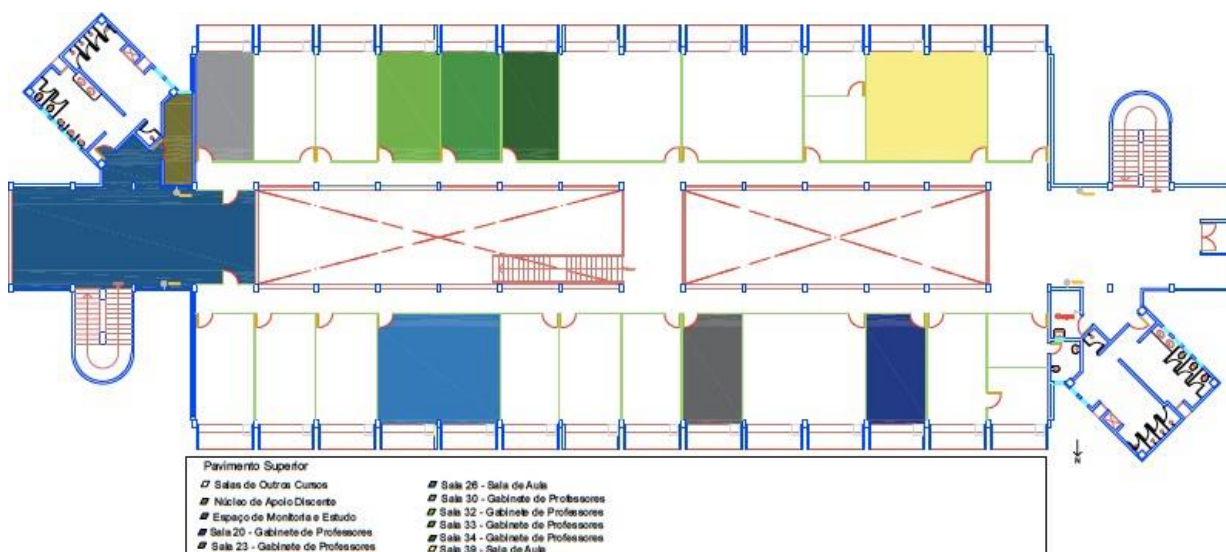 Copa
N
Pavimento Superior
Salas de Outros Cursos
Núcleo de Apoio Discente
Espaço de Monitoria e Estudo
Sala 20 - Gabinete de Professores
Sala 23 - Gabinete de Professores
Sala 26 - Sala de Aula
Sala 30 - Gabinete de Professores
Sala 32 - Gabinete de Professores
Sala 33 - Gabinete de Professores
Sala 34 - Gabinete de Professores
Sala 39 - Sala de Aula